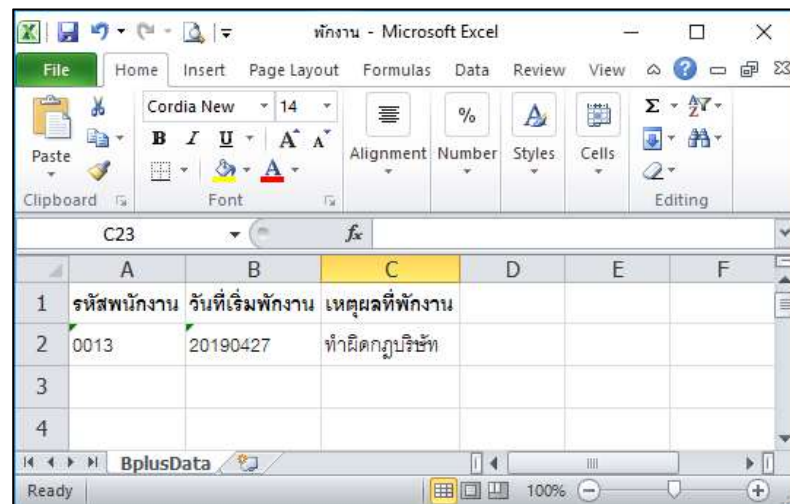 พักงาน - Microsoft Excel
File Home Insert Page Layout Formulas Data Review View
Paste
Clipboard
Cordia New 14
B I U A A
A
Font
Alignment
%
Number
A
Styles
Cells
Σ
Editing
C23 fx
A B C D E F
1 รหัสพนักงาน วันที่เริ่มพักงาน เหตุผลที่พักงาน
2 0013 20190427 ทำผิดกฎบริษัท
3
4
BplusData
Ready 100%